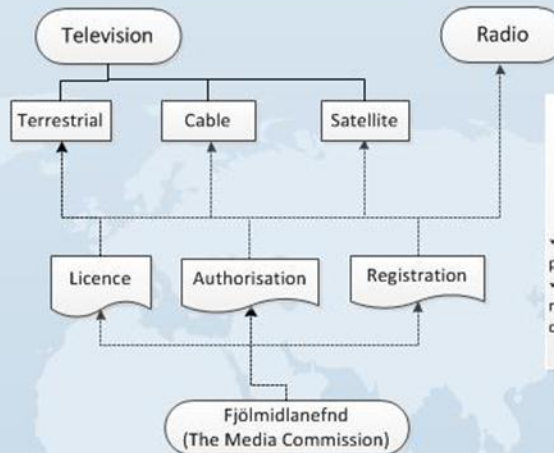 Television
Radio
Terrestrial
Cable
Satellite
Licence
Authorisation
Registration
Fjölmidlanefnd
(The Media Commission)